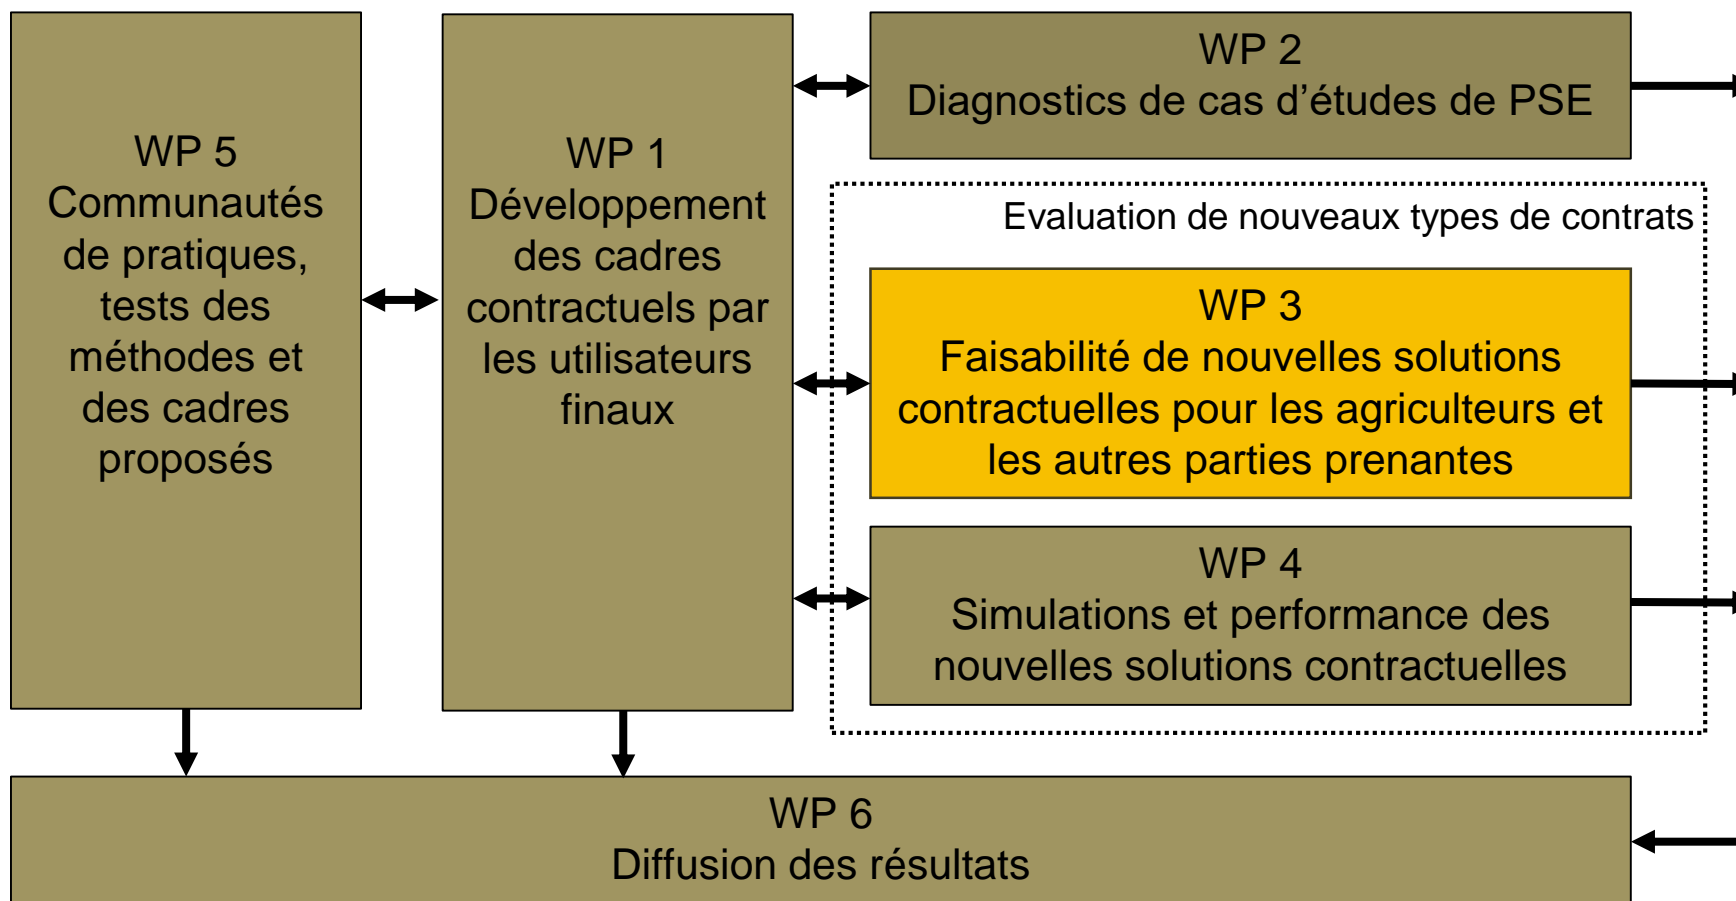 WP 5
Communautés
de pratiques,
tests des
méthodes et
des cadres
proposés
WP 1
Développement
des cadres
contractuels par
les utilisateurs
finaux
WP 2
Diagnostics de cas d’études de PSE
Evaluation de nouveaux types de contrats
WP 3
Faisabilité de nouvelles solutions
contractuelles pour les agriculteurs et
les autres parties prenantes
WP 4
Simulations et performance des
nouvelles solutions contractuelles
WP 6
Diffusion des résultats